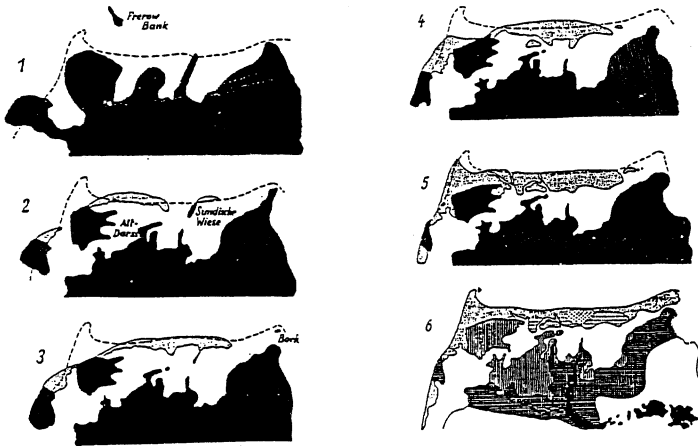 Prerow
Bank
1
2
Alt-
Darss
Sundische
Wiese
3
Bock
4
5
6